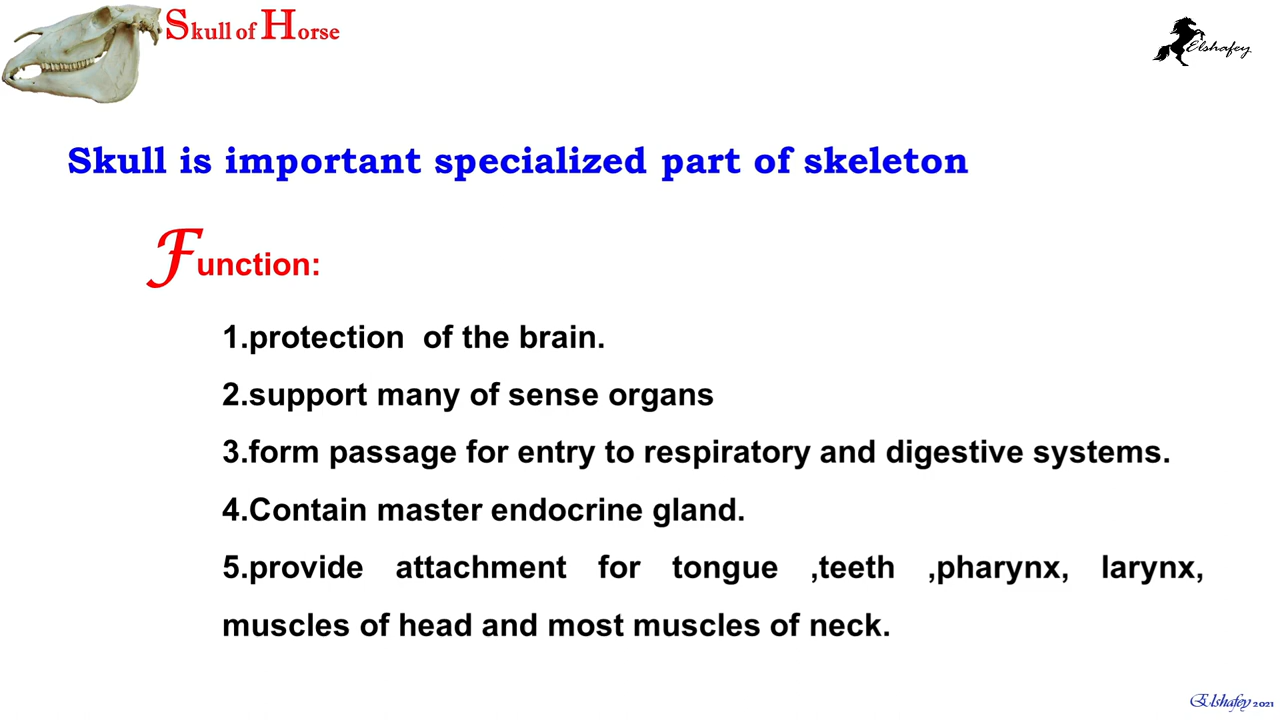 Skull of Horse
Elshafey
Skull is important specialized part of skeleton
Function:
1.protection of the brain.
2.support many of sense organs
3.form passage for entry to respiratory and digestive systems.
4.Contain master endocrine gland.
5.provide attachment for tongue ,teeth ,pharynx, larynx,
muscles of head and most muscles of neck.
Elshafey 2021